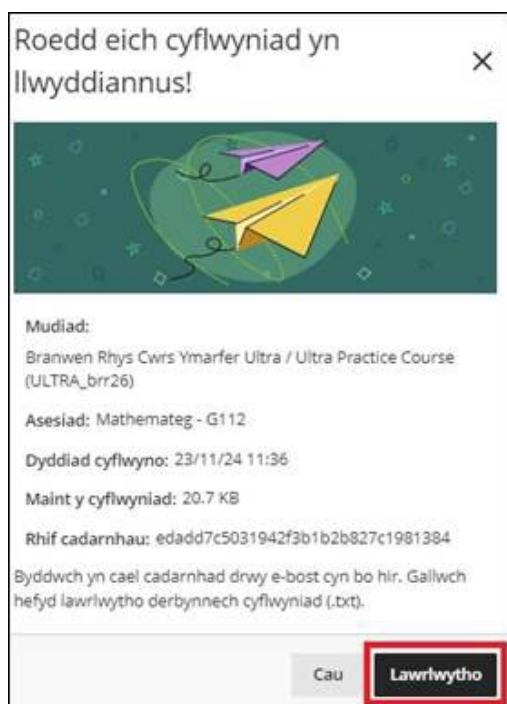 Roedd eich cyflwyniad yn
llwyddiannus!
Mudiad:
Branwen Rhys Cwrs Ymarfer Ultra / Ultra Practice Course
(ULTRA_brr26)
Asesiad: Mathemateg - G112
Dyddiad cyflwyno: 23/11/24 11:36
Maint y cyflwyniad: 20.7 KB
Rhif cadarnhau: edadd7c5031942f3b1b2b827c1981384
Byddwch yn cael cadarnhad drwy e-bost cyn bo hir. Gallwch
hefyd lawrlwytho derbynnech cyflwyniad (.txt).
Cau
Lawrlwytho